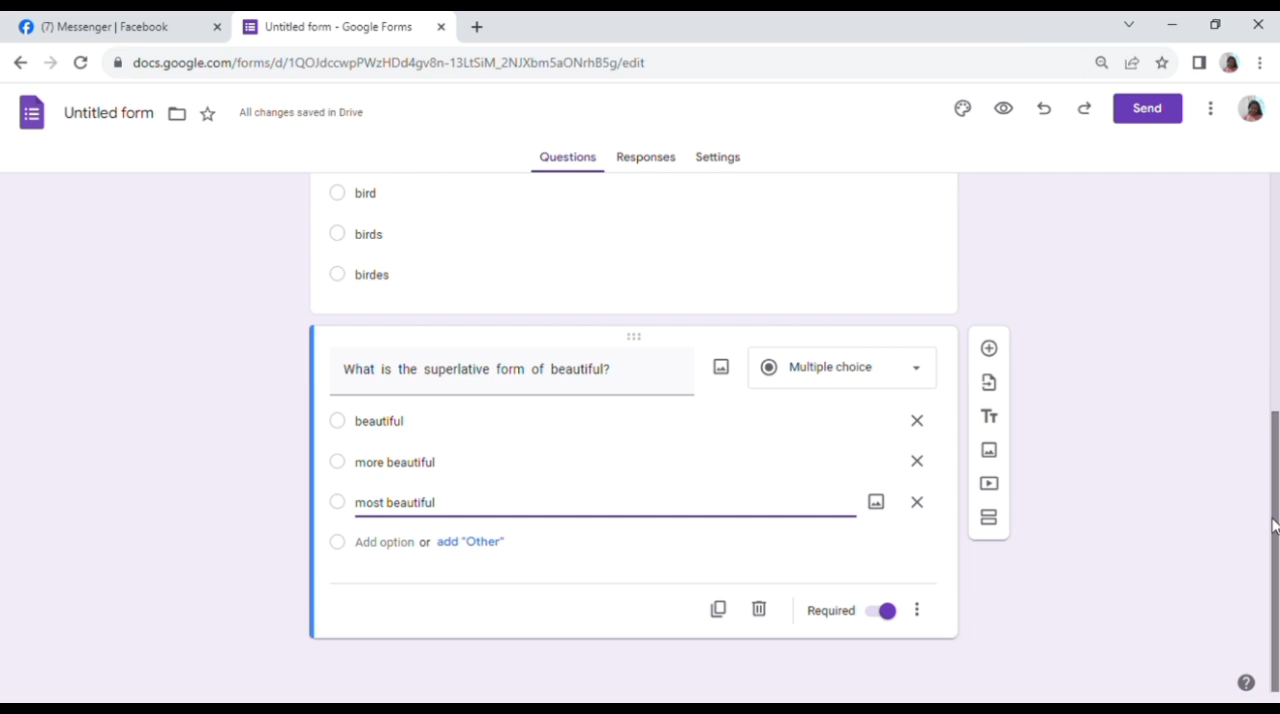 (7) Messenger | Facebook
Untitled form - Google Forms
docs.google.com/forms/d/1QOJdccwpPWzHDd4gv8n-13LtSiM_2NJXbm5aONrhB5g/edit
Untitled form
All changes saved in Drive
Send
Questions
Responses
Settings
bird
birds
birdes
What is the superlative form of beautiful?
Multiple choice
beautiful
more beautiful
most beautiful
Add option or add "Other"
Required